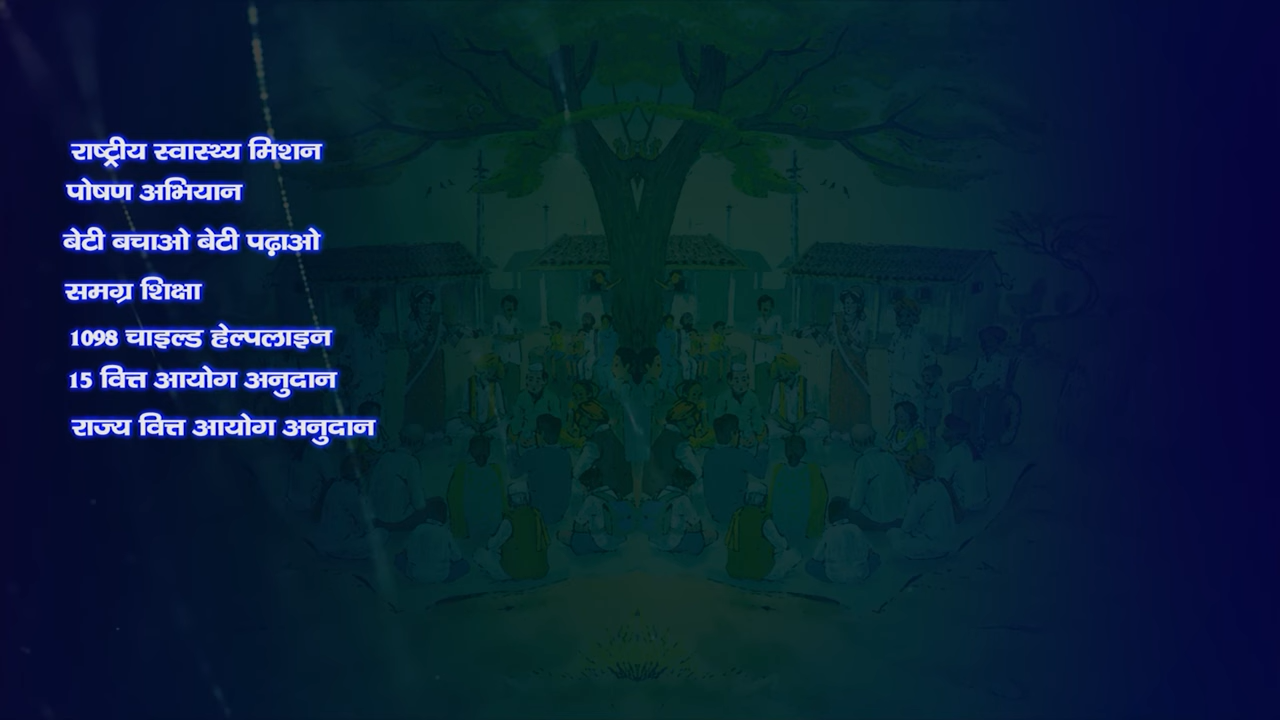 राष्ट्रीय स्वास्थ्य मिशन
पोषण अभियान
बेटी बचाओ बेटी पढ़ाओ
समग्र शिक्षा
1098 चाइल्ड हेल्पलाइन
15 वित्त आयोग अनुदान
राज्य वित्त आयोग अनुदान